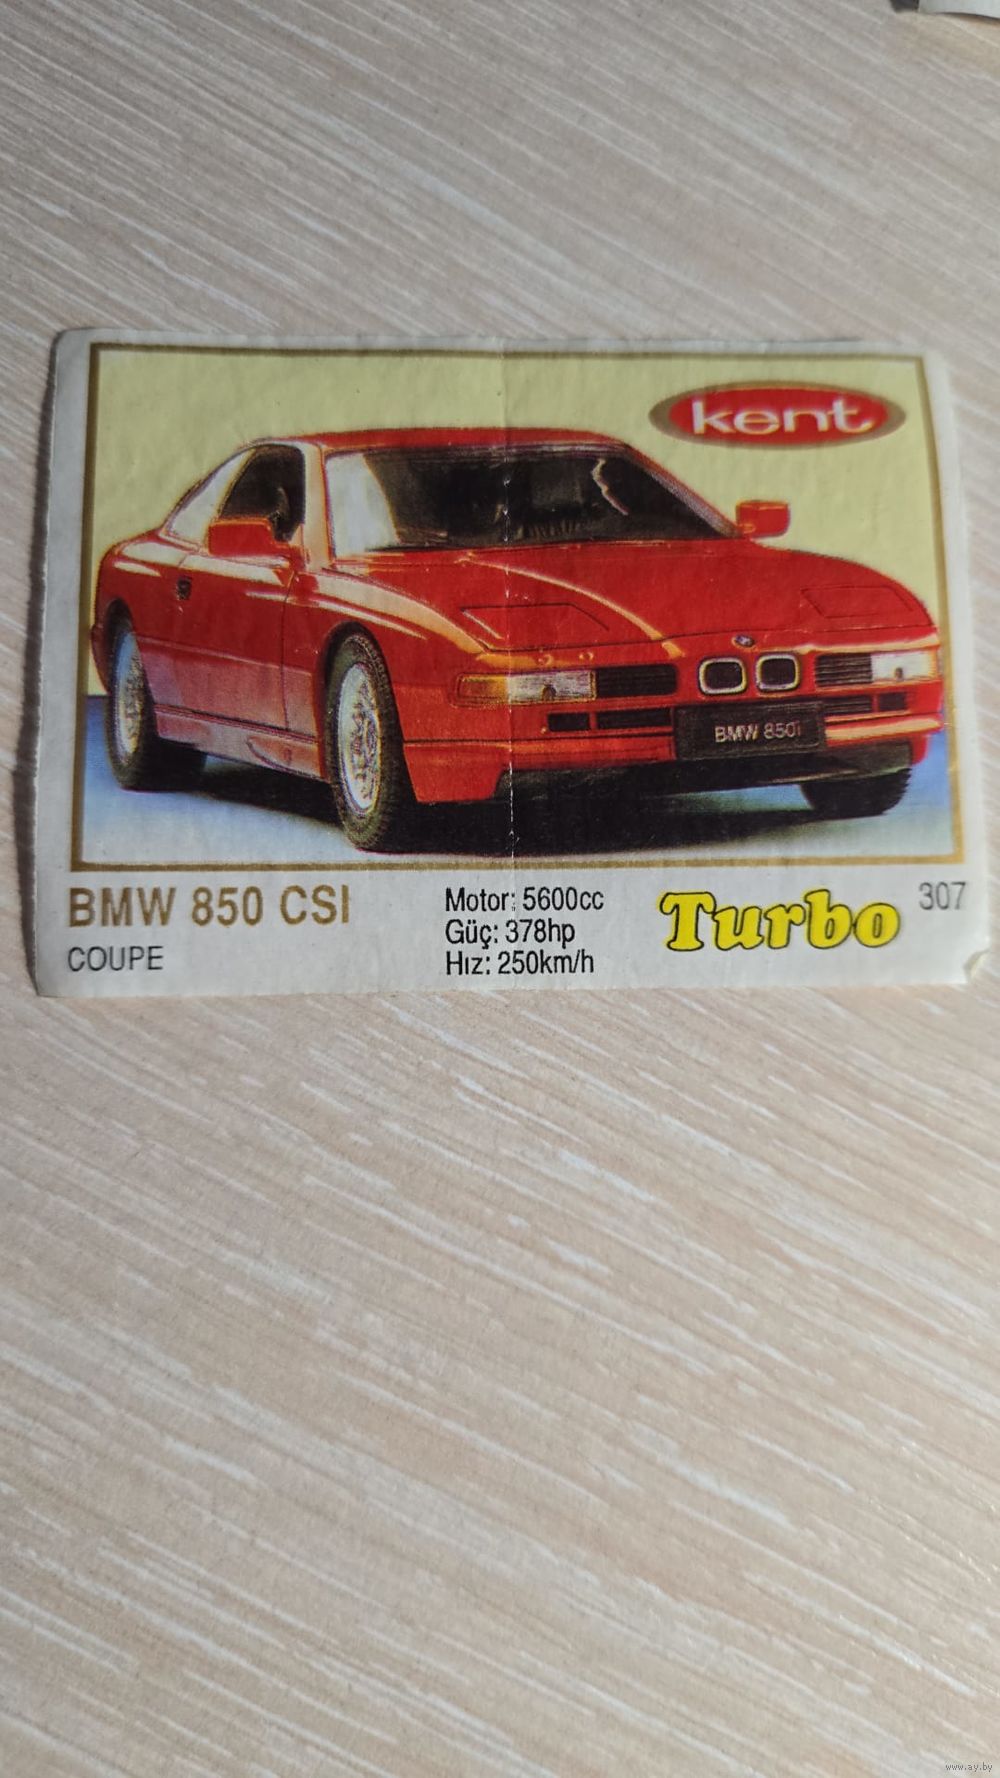 kent
BMW 850i
BMW 850 CSI
COUPE
Motor: 5600cc
Güç: 378hp
Hız: 250km/h
Turbo
307
www.ay.by